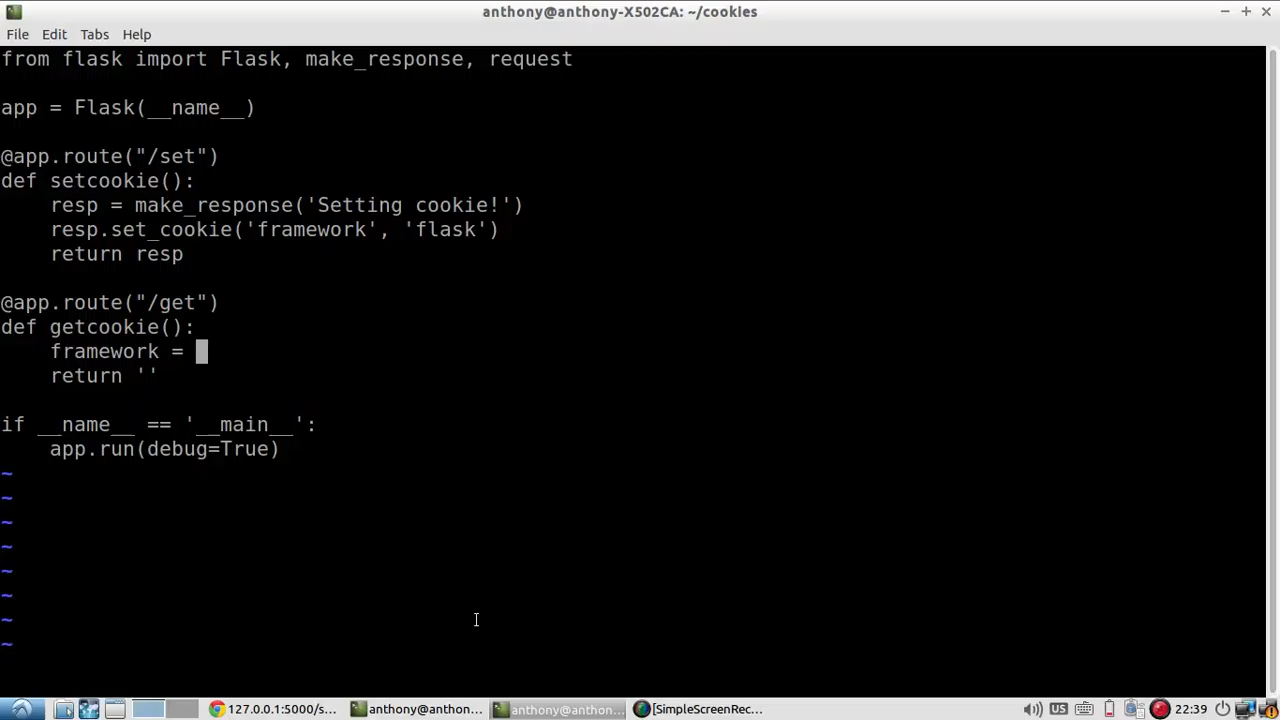 anthony@anthony-X502CA: ~/cookies
File Edit Tabs Help
from flask import Flask, make_response, request
app = Flask(__name__)
@app.route("/set")
def setcookie():
    resp = make_response('Setting cookie!')
    resp.set_cookie('framework', 'flask')
    return resp
@app.route("/get")
def getcookie():
    framework =
    return ''
if __name__ == '__main__':
    app.run(debug=True)
~
~
~
~
~
~
~
~
127.0.0.1:5000/s... anthony@anthon... anthony@anthon... [SimpleScreenRec... US 22:39